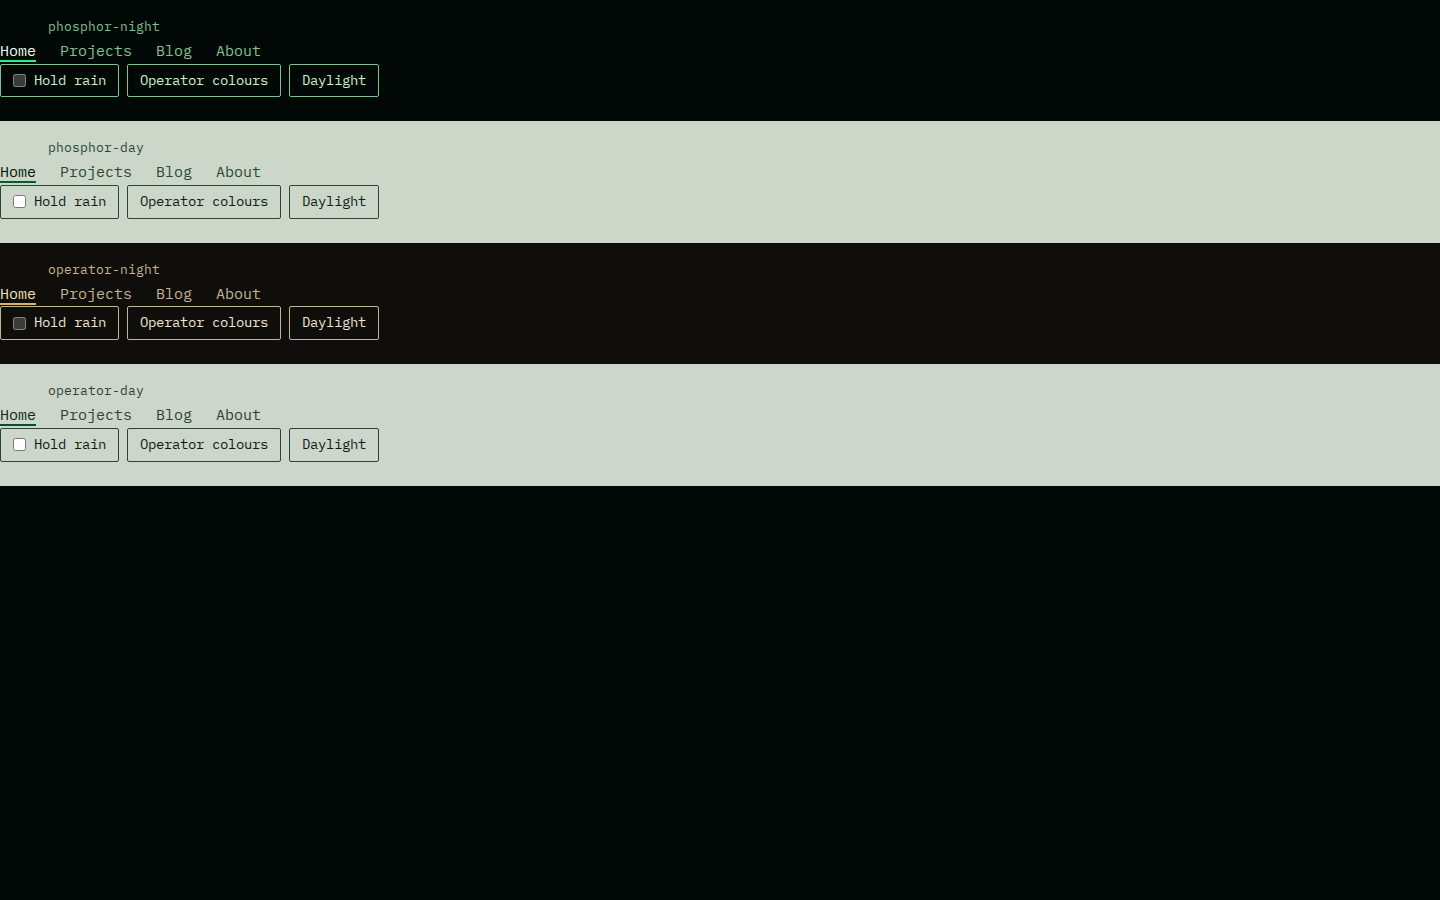 phosphor-night
Home Projects Blog About
Hold rain Operator colours Daylight
phosphor-day
Home Projects Blog About
Hold rain Operator colours Daylight
operator-night
Home Projects Blog About
Hold rain Operator colours Daylight
operator-day
Home Projects Blog About
Hold rain Operator colours Daylight